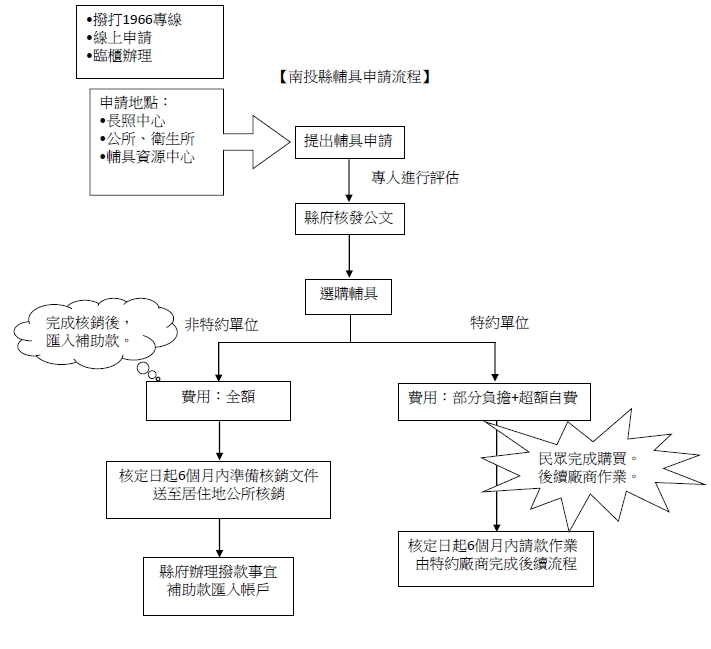 •撥打1966專線
•線上申請
•臨櫃辦理
【南投縣輔具申請流程】
申請地點：
•長照中心
•公所、衛生所
•輔具資源中心
提出輔具申請
專人進行評估
縣府核發公文
選購輔具
完成核銷後，
匯入補助款。
非特約單位
特約單位
費用：全額
費用：部分負擔+超額自費
民眾完成購買。
後續廠商作業。
核定日起6個月內準備核銷文件
送至居住地公所核銷
核定日起6個月內請款作業
由特約廠商完成後續流程
縣府辦理撥款事宜
補助款匯入帳戶